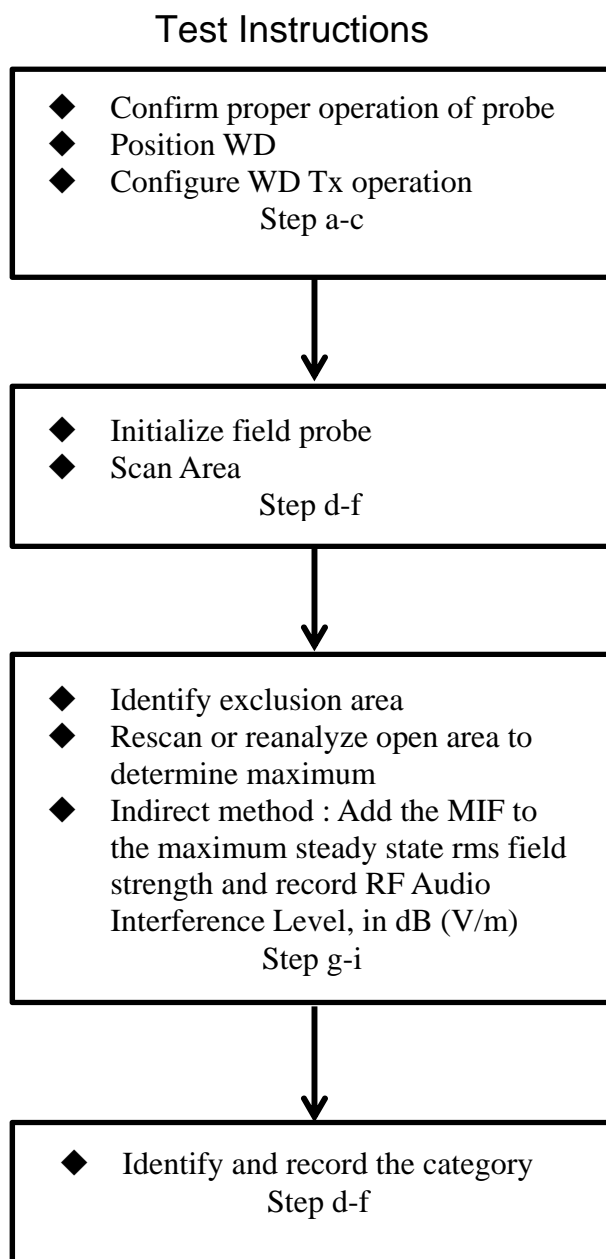 Test Instructions
◆ Confirm proper operation of probe
◆ Position WD
◆ Configure WD Tx operation
Step a-c
◆ Initialize field probe
◆ Scan Area
Step d-f
◆ Identify exclusion area
◆ Rescan or reanalyze open area to
determine maximum
◆ Indirect method : Add the MIF to
the maximum steady state rms field
strength and record RF Audio
Interference Level, in dB (V/m)
Step g-i
◆ Identify and record the category
Step d-f